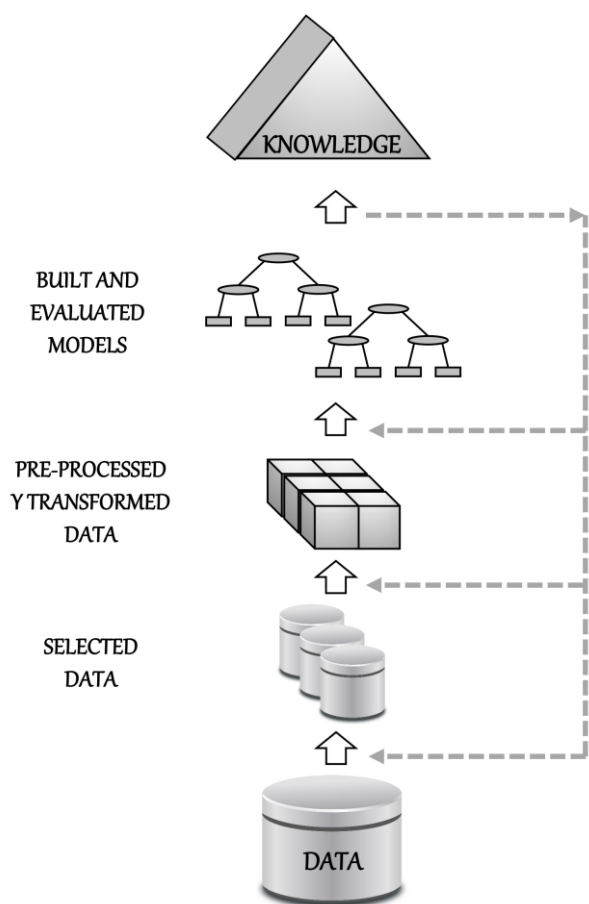 KNOWLEDGE
BUILT AND
EVALUATED
MODELS
PRE-PROCESSED
Y TRANSFORMED
DATA
SELECTED
DATA
DATA